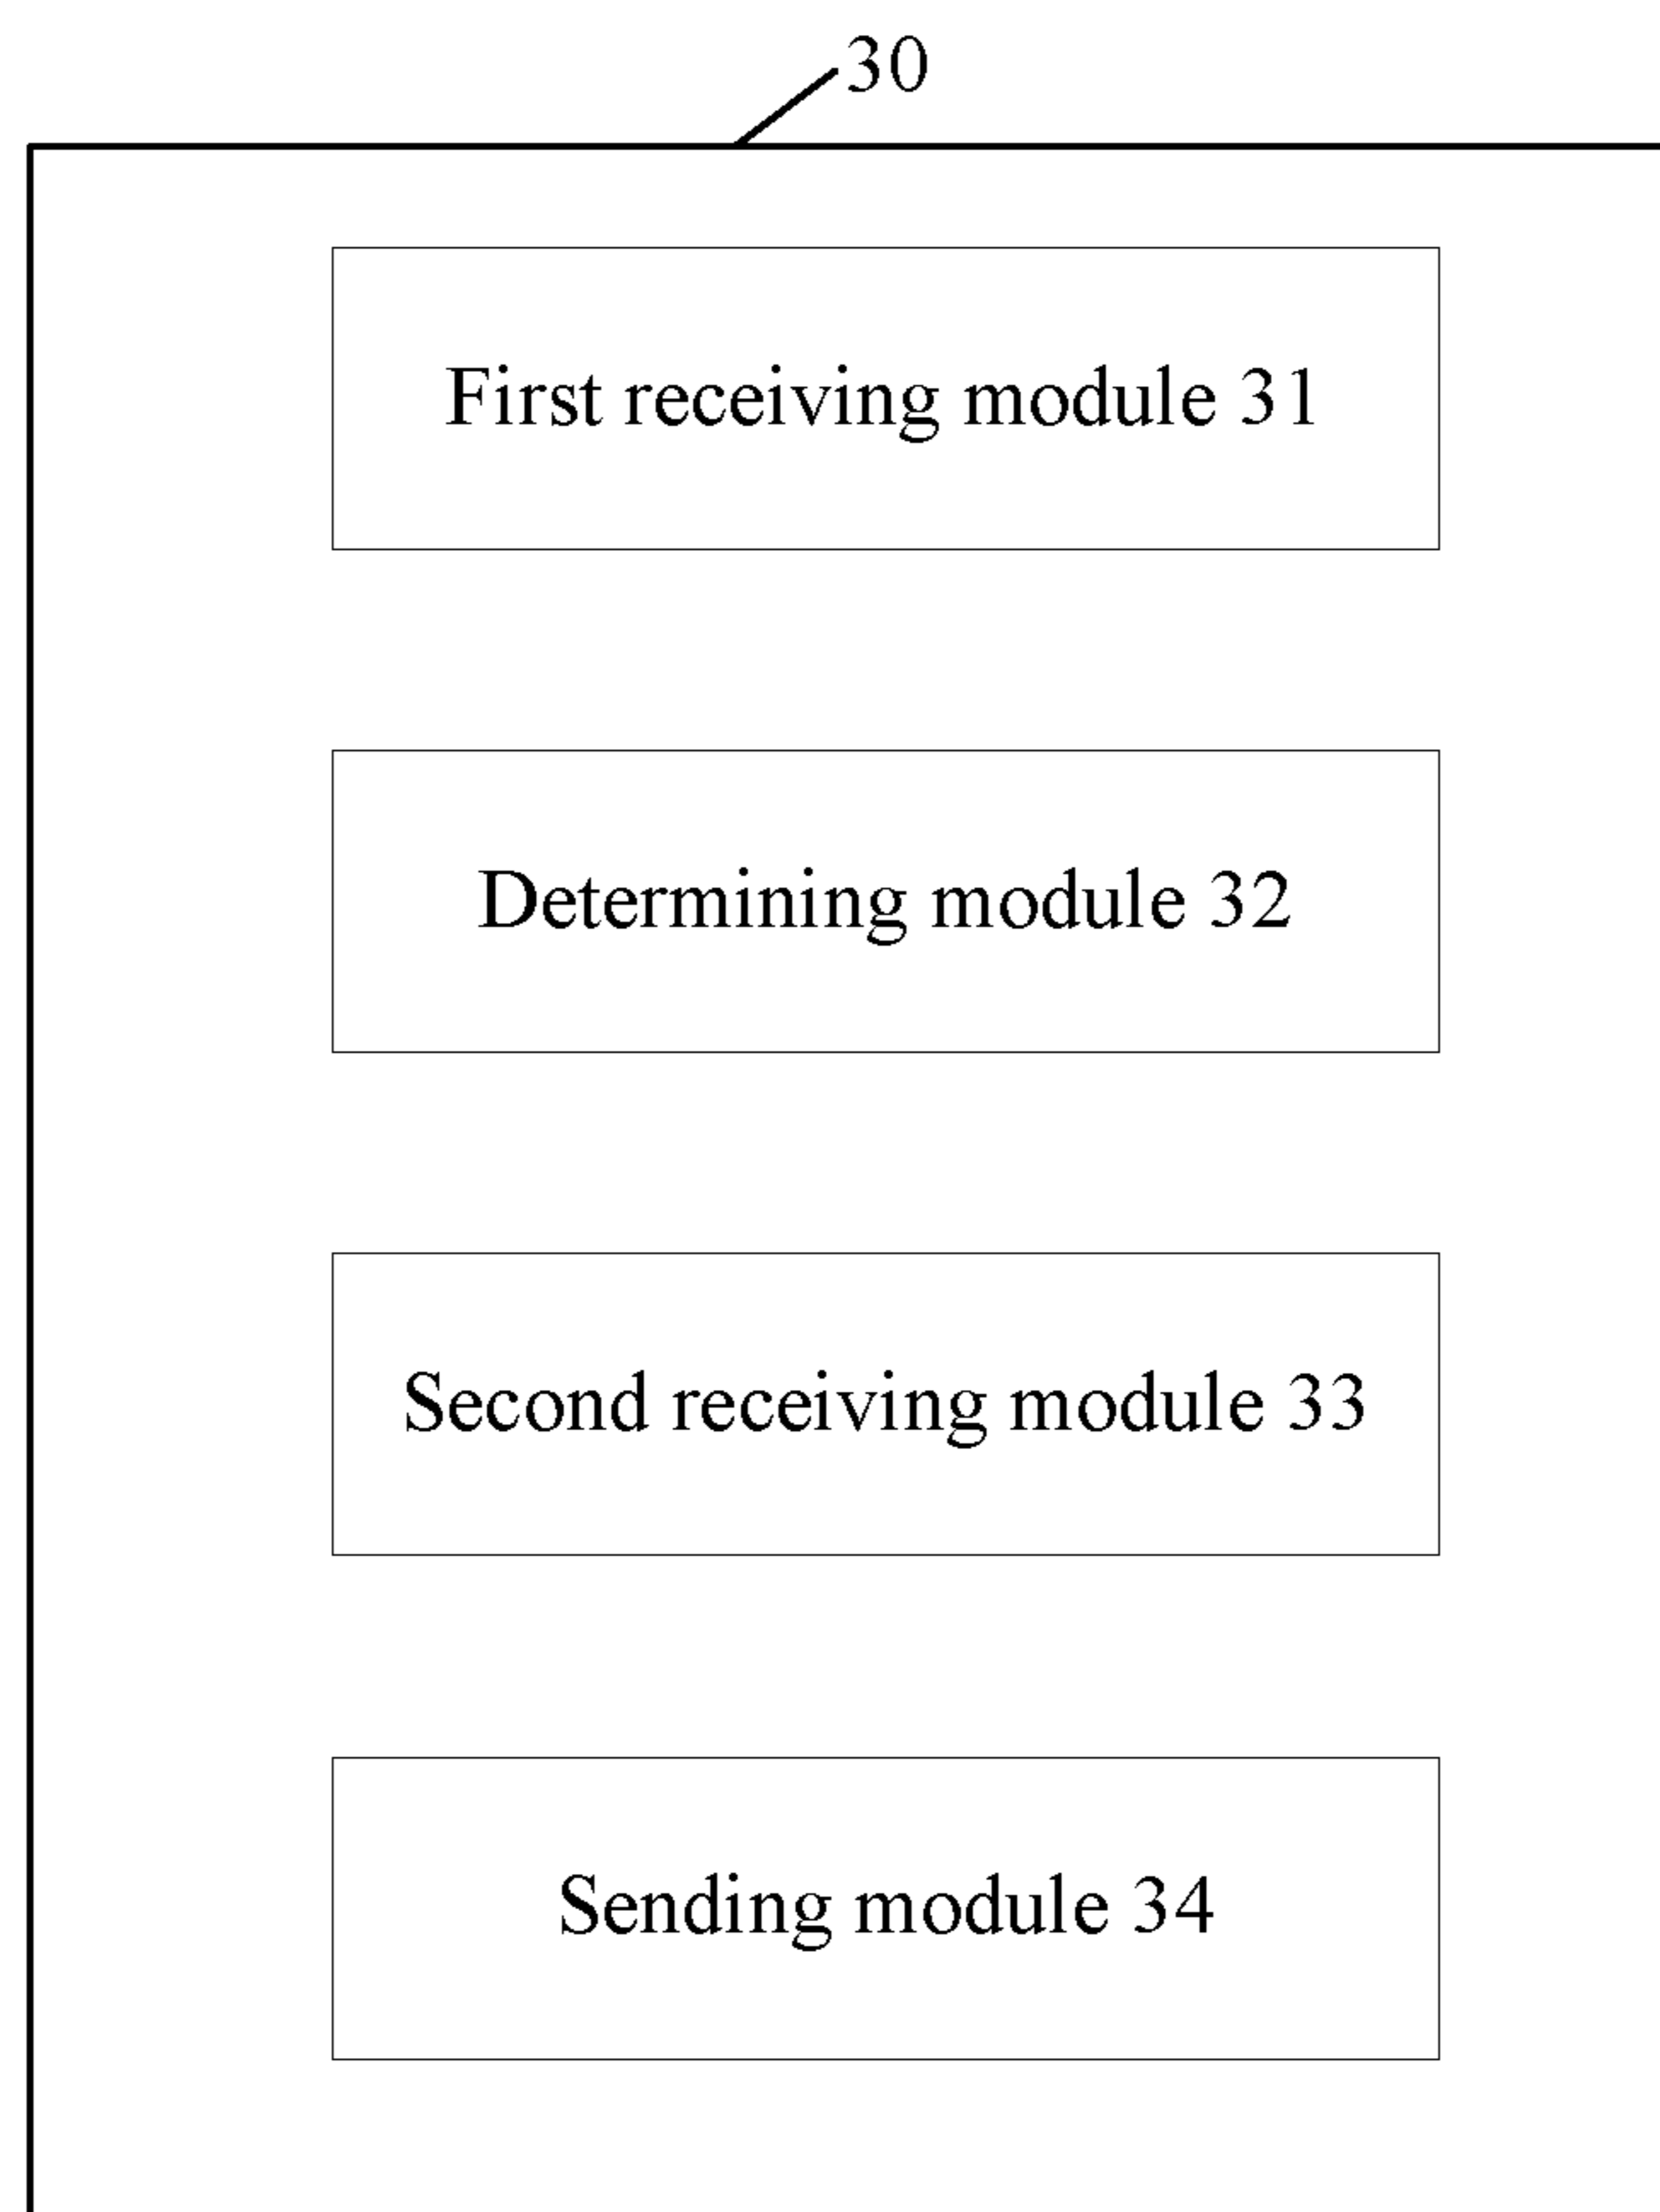 30
First receiving module 31
Determining module 32
Second receiving module 33
Sending module 34